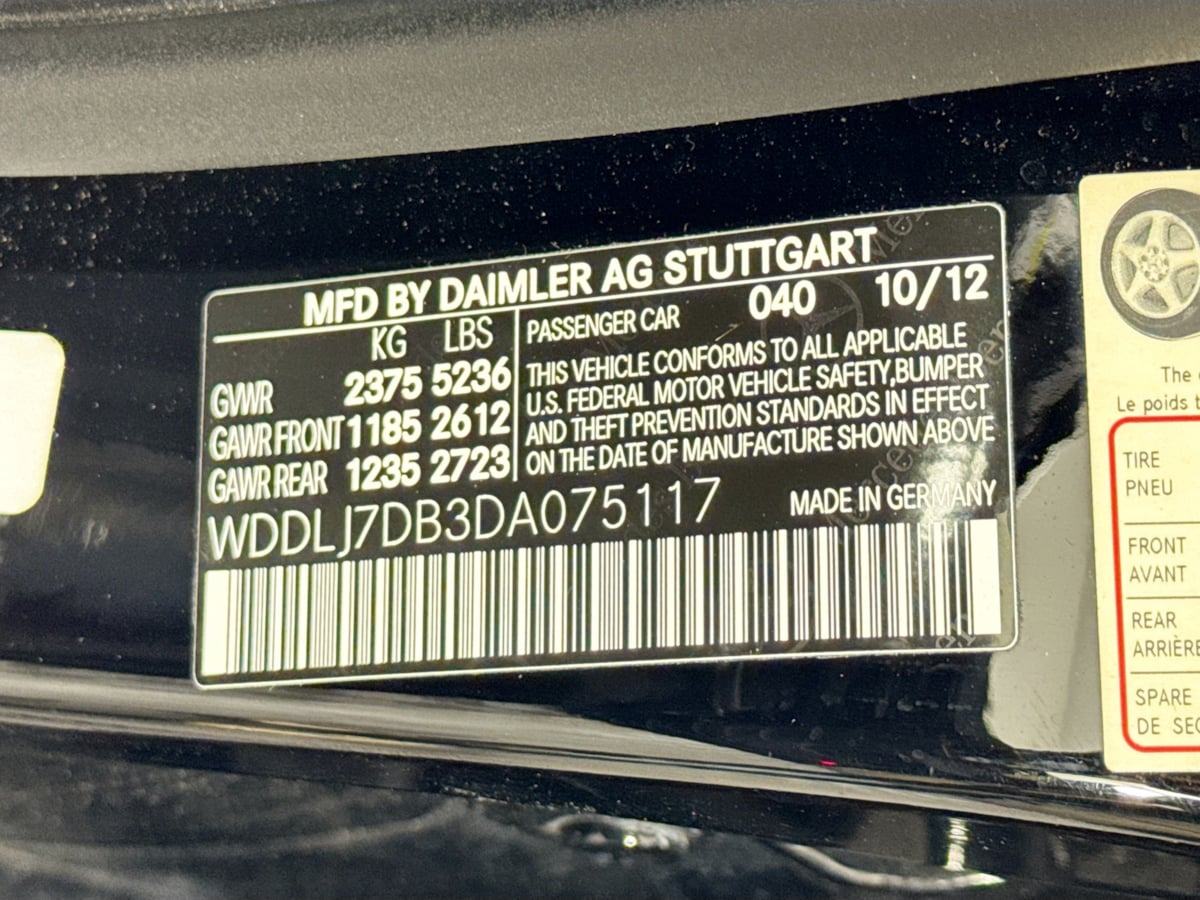 MFD BY DAIMLER AG STUTTGART
KG LBS
GVWR 2375 5236
GAWR FRONT 1185 2612
GAWR REAR 1235 2723
PASSENGER CAR 040 10/12
THIS VEHICLE CONFORMS TO ALL APPLICABLE
U.S. FEDERAL MOTOR VEHICLE SAFETY,BUMPER
AND THEFT PREVENTION STANDARDS IN EFFECT
ON THE DATE OF MANUFACTURE SHOWN ABOVE
WDDLJ7DB3DA075117 MADE IN GERMANY
The
Le poids
TIRE
PNEU
FRONT
AVANT
REAR
ARRIÈRE
SPARE
DE